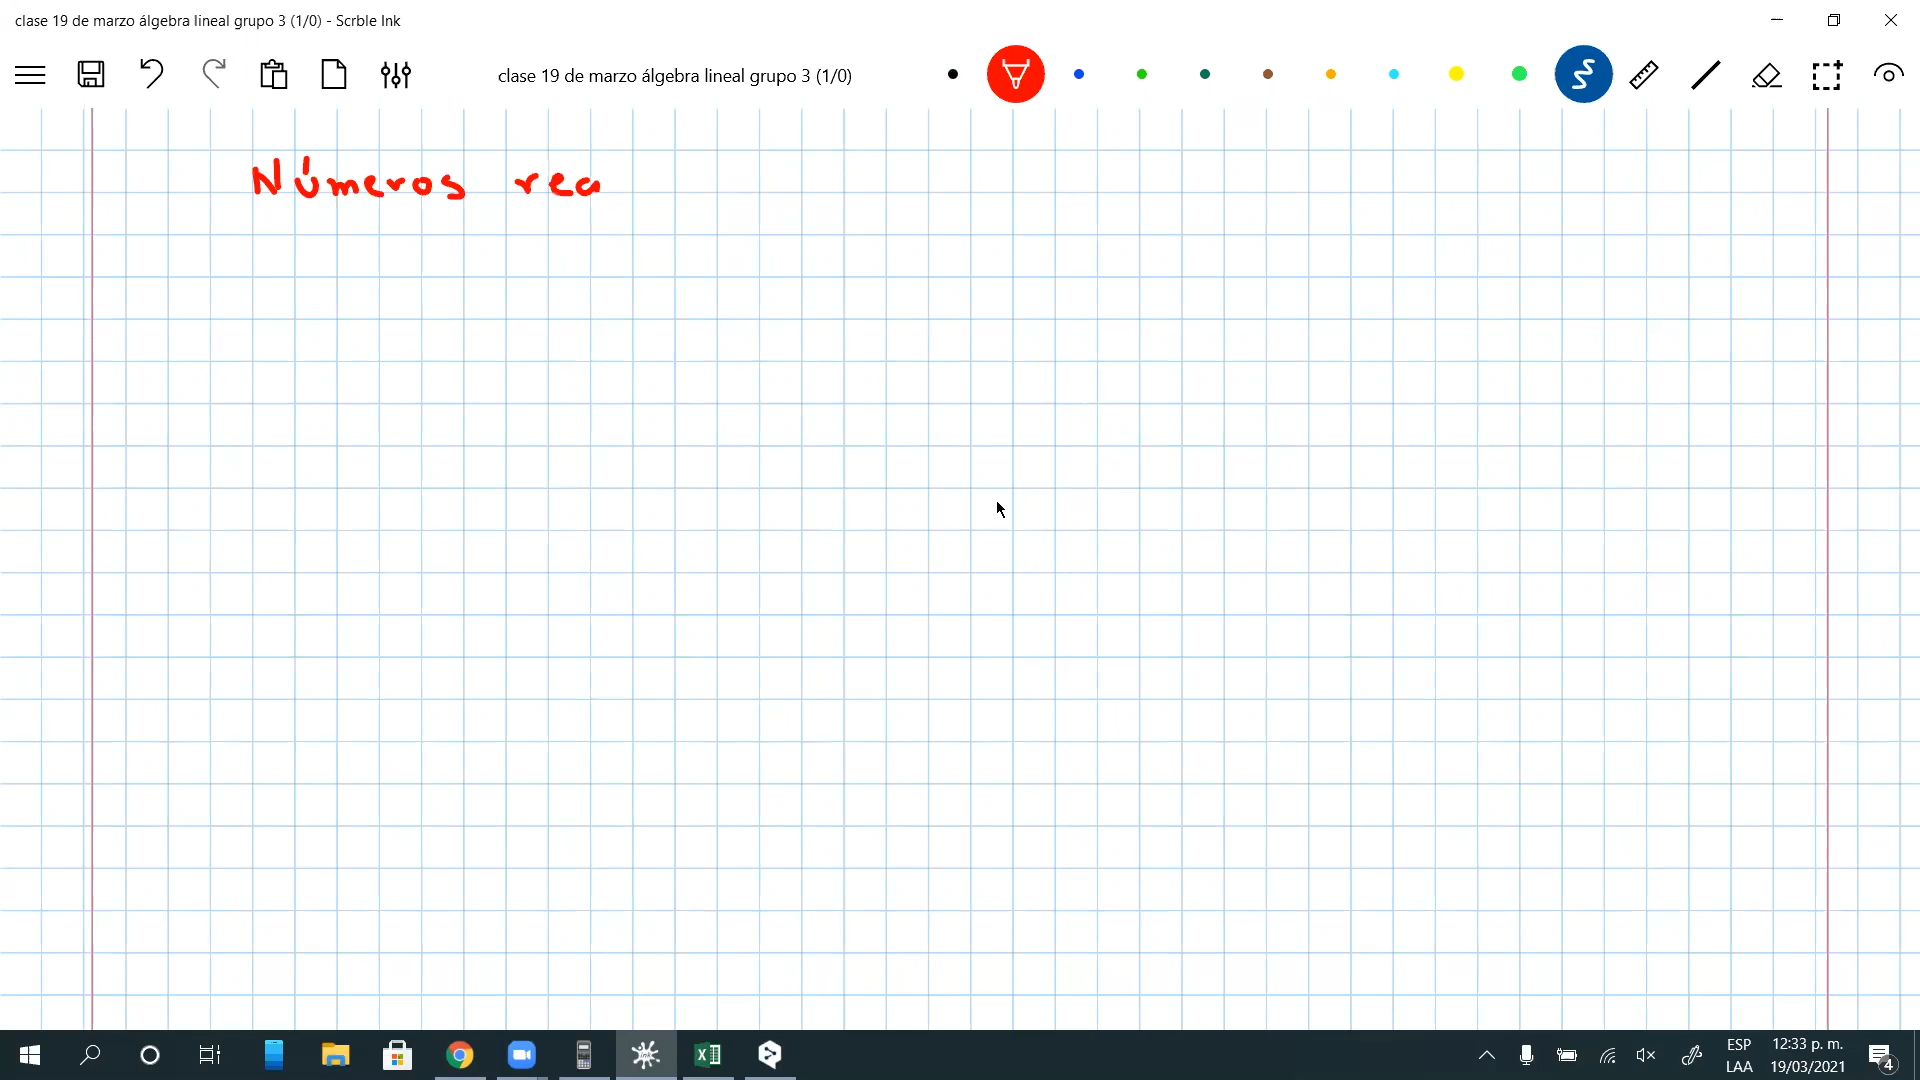 clase 19 de marzo álgebra lineal grupo 3 (1/0) - Scrble Ink
clase 19 de marzo álgebra lineal grupo 3 (1/0)
Números rea
ESP 12:33 p. m.
LAA 19/03/2021
4